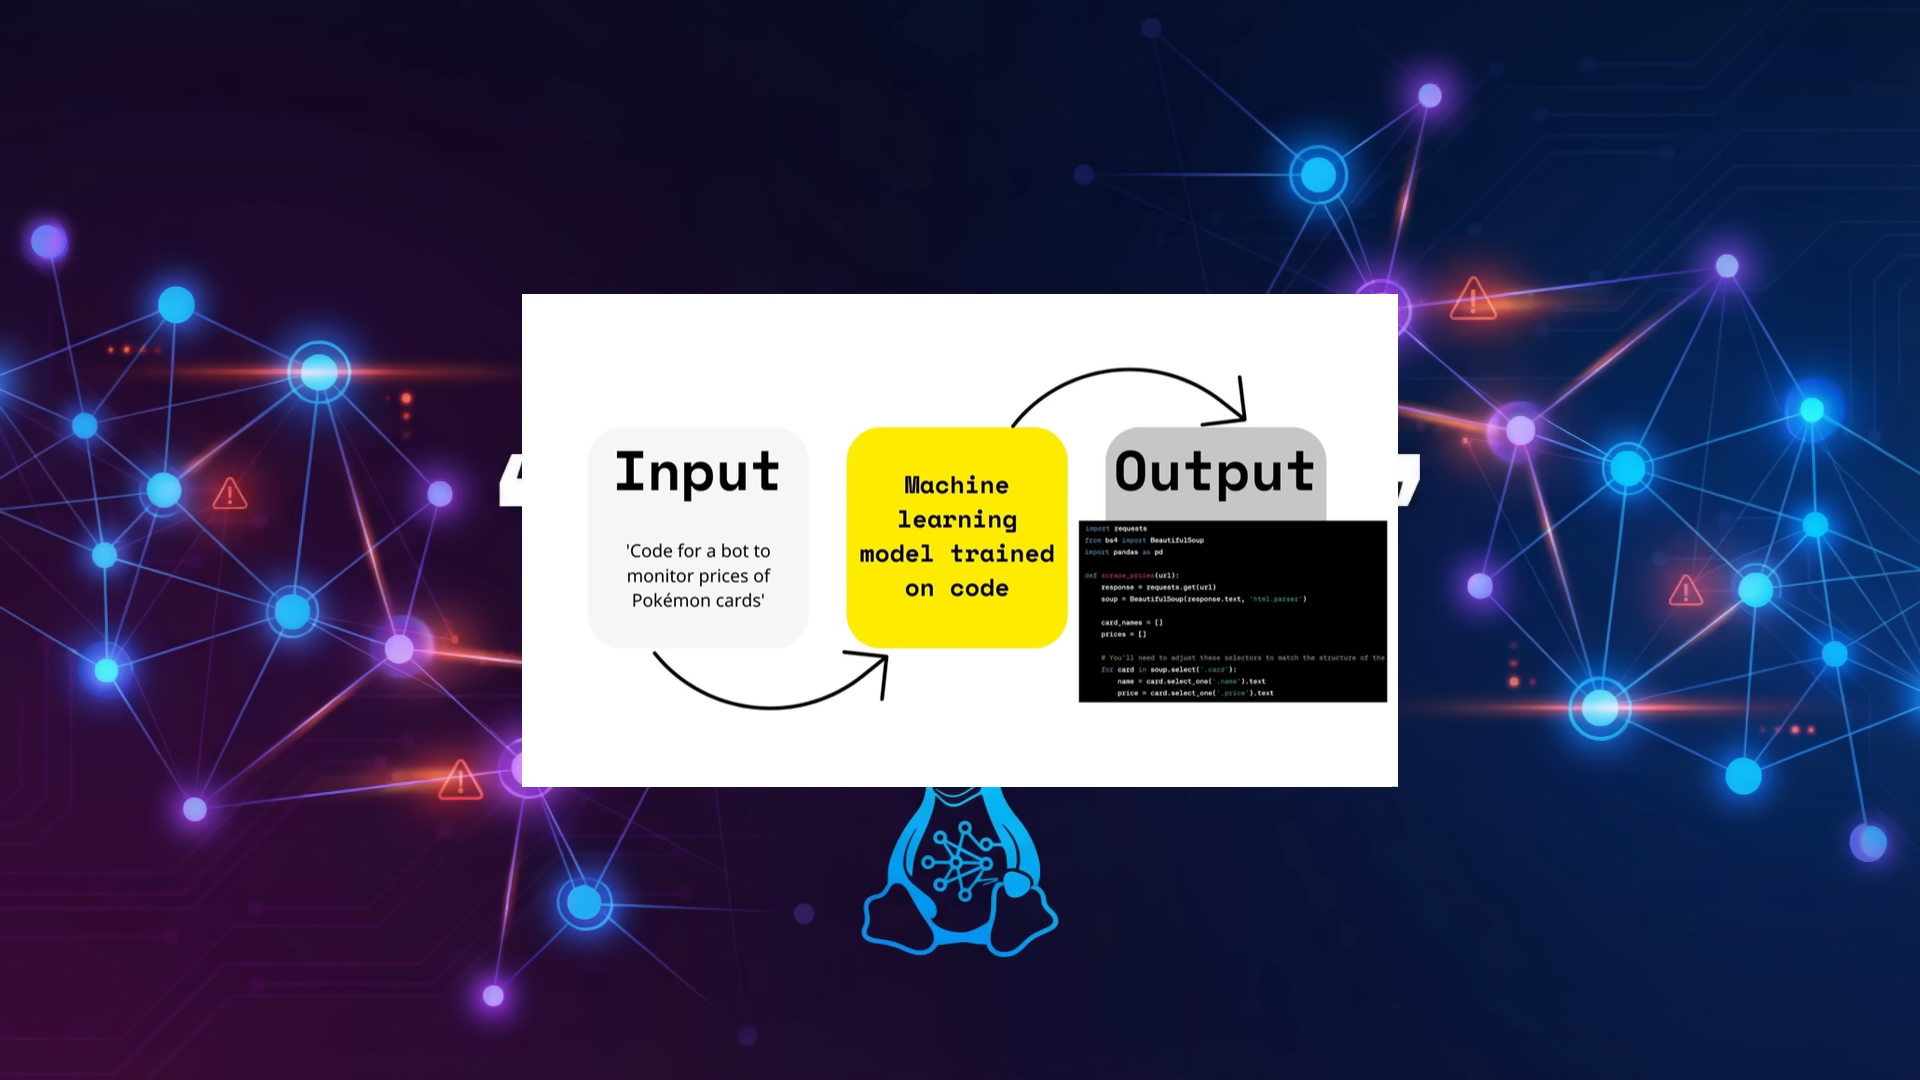 Input
'Code for a bot to
monitor prices of
Pokémon cards'
Machine
learning
model trained
on code
Output
import requests
from bs4 import BeautifulSoup
import pandas as pd
def scrape_prices(url):
response = requests.get(url)
soup = BeautifulSoup(response.text, 'html.parser')
card_names = []
prices = []
# You'll need to adjust these selectors to match the structure of the
for card in soup.select('.card'):
name = card.select_one('.name').text
price = card.select_one('.price').text